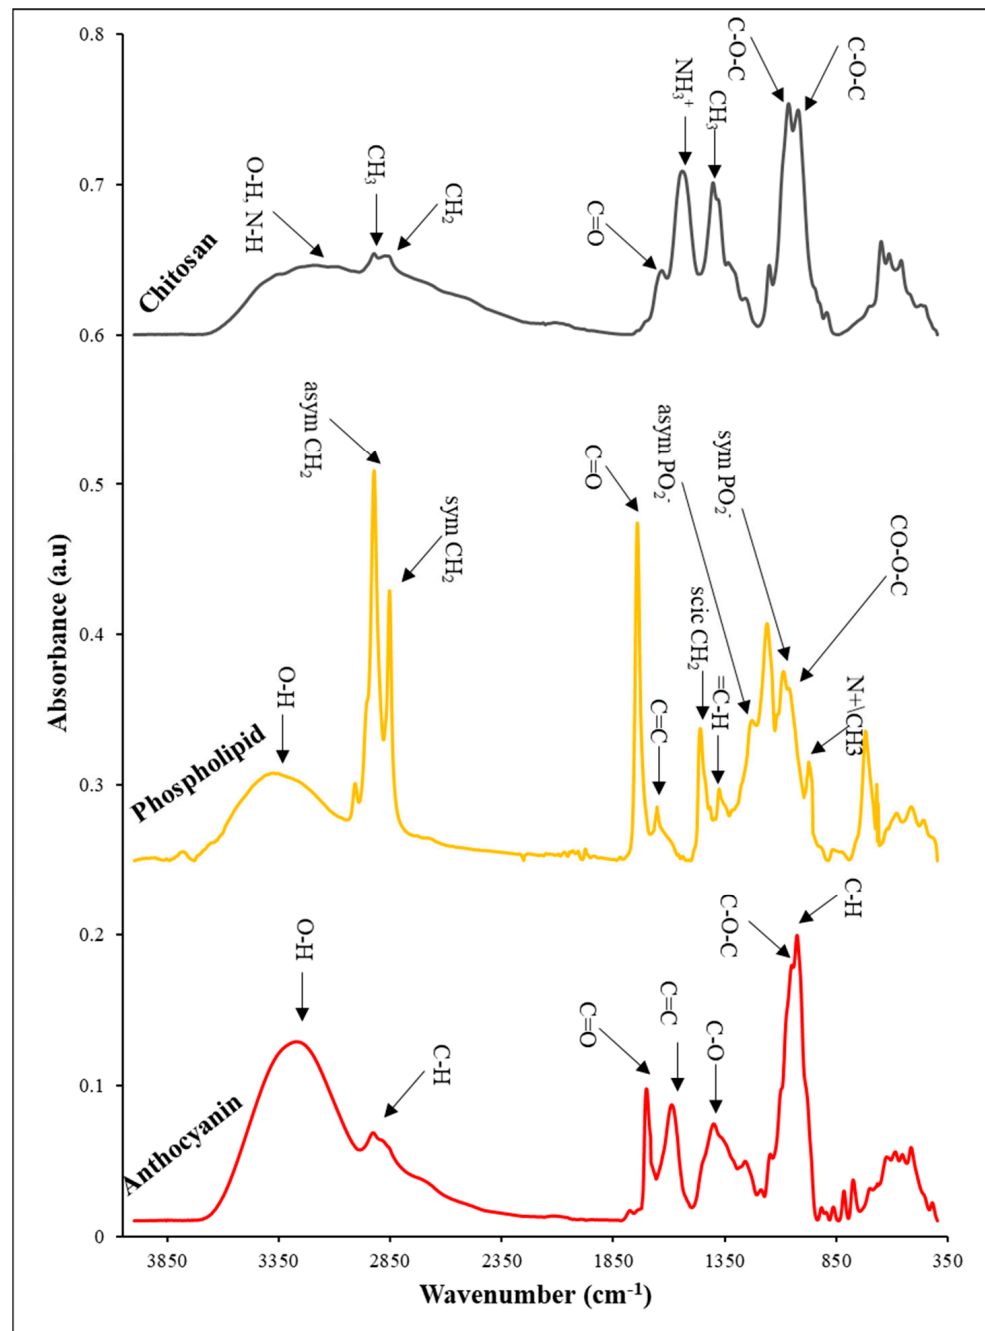 0.8
0.7
0.6
0.5
0.4
0.3
0.2
0.1
0
Absorbance (a.u)
Chitosan
O-H, N-H
CH₃
CH₂
C=O
NH₃⁺
CH₃
C-O-C
C-O-C
Phospholipid
O-H
asym CH₂
sym CH₂
C=O
C=C
scic CH₂
=C-H
asym PO₂⁻
sym PO₂⁻
CO-O-C
N+\CH3
Anthocyanin
O-H
C-H
C=O
C=C
C-O
C-O-C
C-H
3850 3350 2850 2350 1850 1350 850 350
Wavenumber (cm⁻¹)